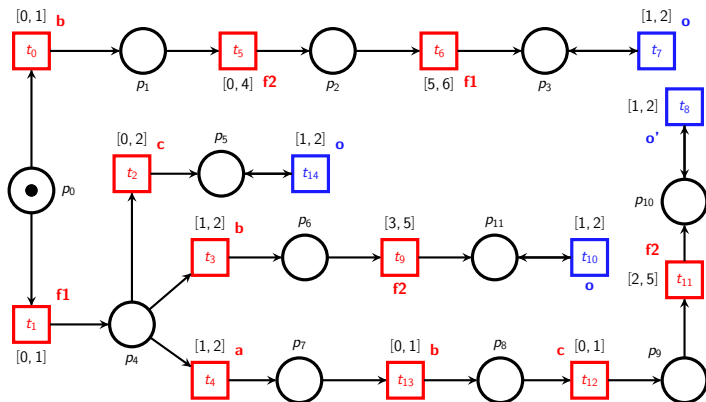 [0, 1] b
t0
p1
t5
[0, 4] f2
p2
t6
[5, 6] f1
p3
[1, 2] o
t7
[1, 2] t8
o'
p10
p0
[0, 2] c
t2
p5
[1, 2] o
t14
[1, 2] b
t3
p6
[3, 5]
t9
f2
p11
[1, 2]
t10
o
f2
[2, 5] t11
f1
t1
[0, 1]
p4
[1, 2] a
t4
p7
[0, 1] b
t13
p8
c [0, 1]
t12
p9